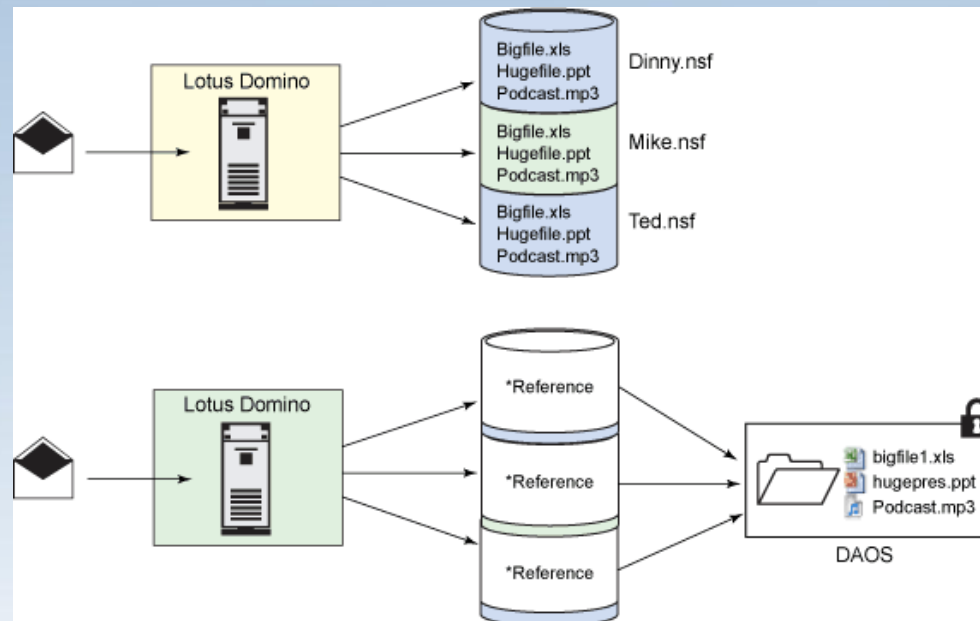 Lotus Domino
Bigfile.xls
Hugefile.ppt
Podcast.mp3
Dinny.nsf
Bigfile.xls
Hugefile.ppt
Podcast.mp3
Mike.nsf
Bigfile.xls
Hugefile.ppt
Podcast.mp3
Ted.nsf
Lotus Domino
*Reference
*Reference
*Reference
bigfile1.xls
hugepres.ppt
Podcast.mp3
DAOS